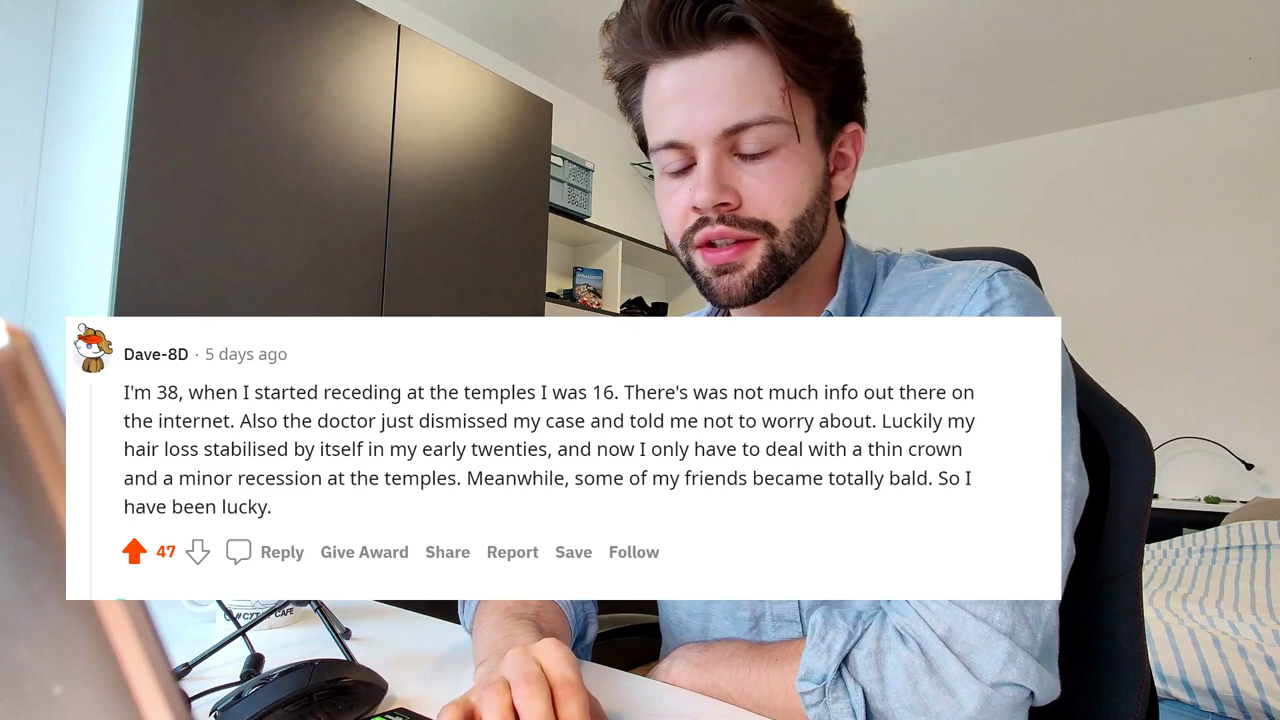 Dave-8D · 5 days ago
I'm 38, when I started receding at the temples I was 16. There's was not much info out there on
the internet. Also the doctor just dismissed my case and told me not to worry about. Luckily my
hair loss stabilised by itself in my early twenties, and now I only have to deal with a thin crown
and a minor recession at the temples. Meanwhile, some of my friends became totally bald. So I
have been lucky.
47 Reply Give Award Share Report Save Follow
CAFE